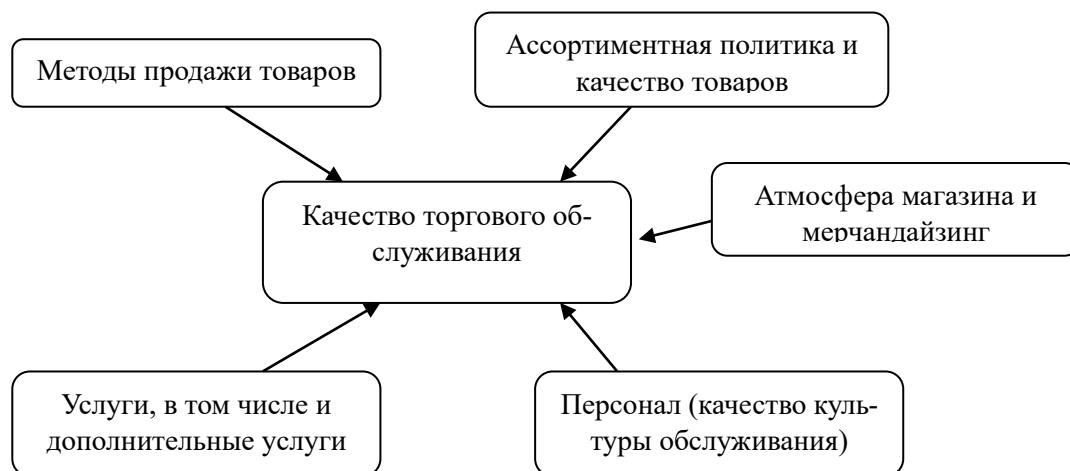 Методы продажи товаров
Ассортиментная политика и
качество товаров
Качество торгового об-
служивания
Атмосфера магазина и
мерчандайзинг
Услуги, в том числе и
дополнительные услуги
Персонал (качество куль-
туры обслуживания)